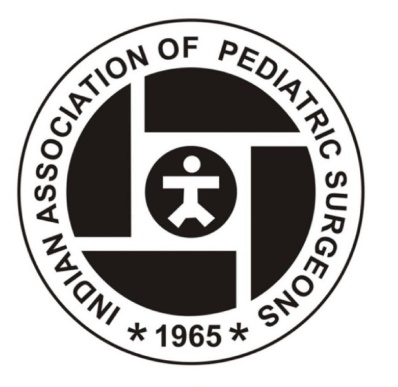 INDIAN ASSOCIATION OF PEDIATRIC SURGEONS
* 1965 *